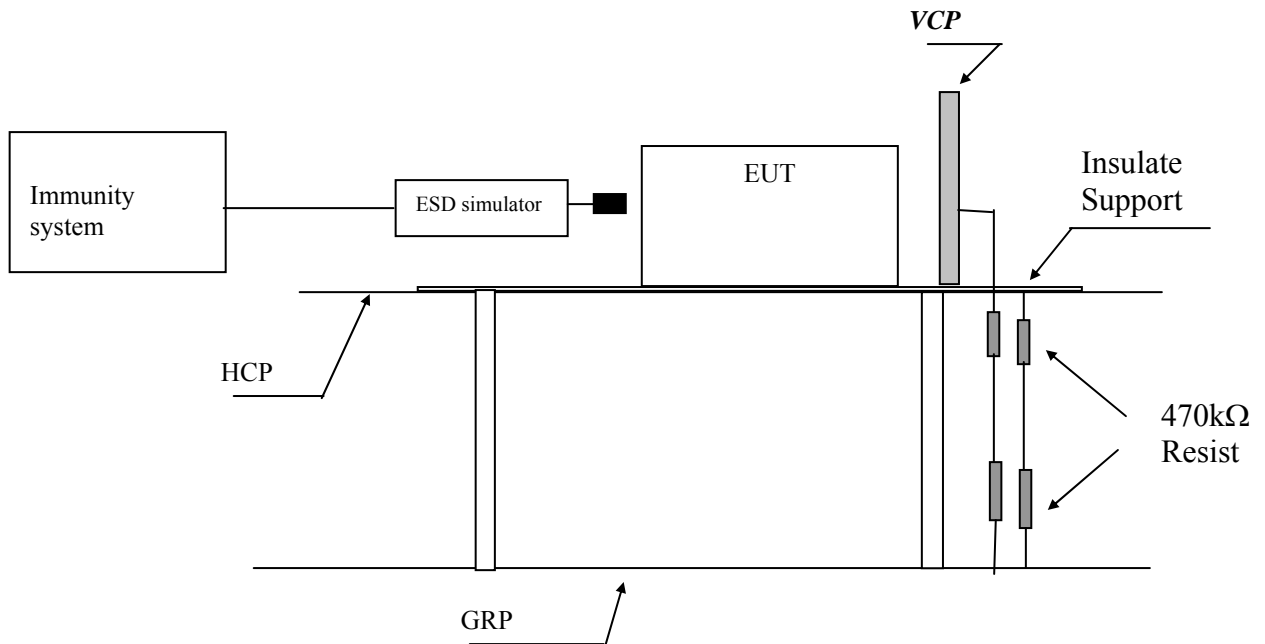 VCP
Immunity
system
ESD simulator
EUT
Insulate
Support
HCP
470kΩ
Resist
GRP